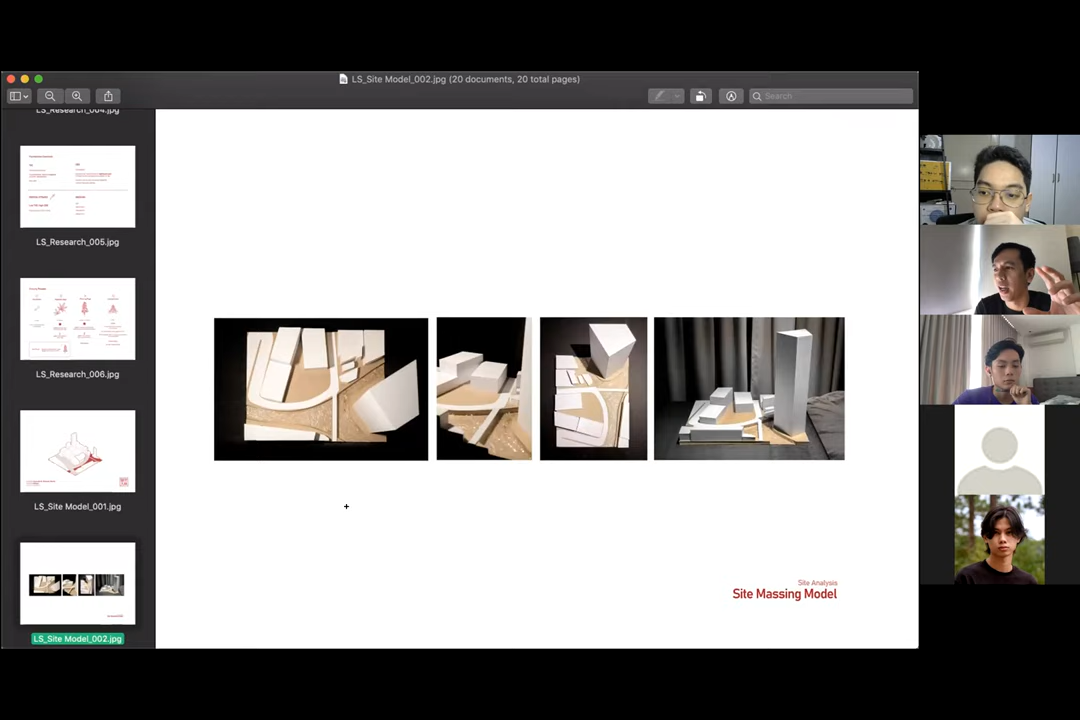 LS_Site Model_002.jpg (20 documents, 20 total pages)
Search
LS_Research_004.jpg
LS_Research_005.jpg
LS_Research_006.jpg
LS_Site Model_001.jpg
LS_Site Model_002.jpg
Site Analysis
Site Massing Model